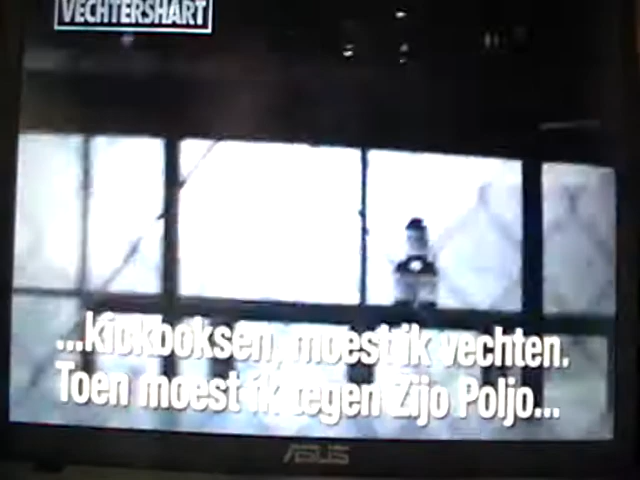 VECHTERSHART
...kickboksen, moest ik vechten.
Toen moest ik tegen Zijo Poljo...
ASUS